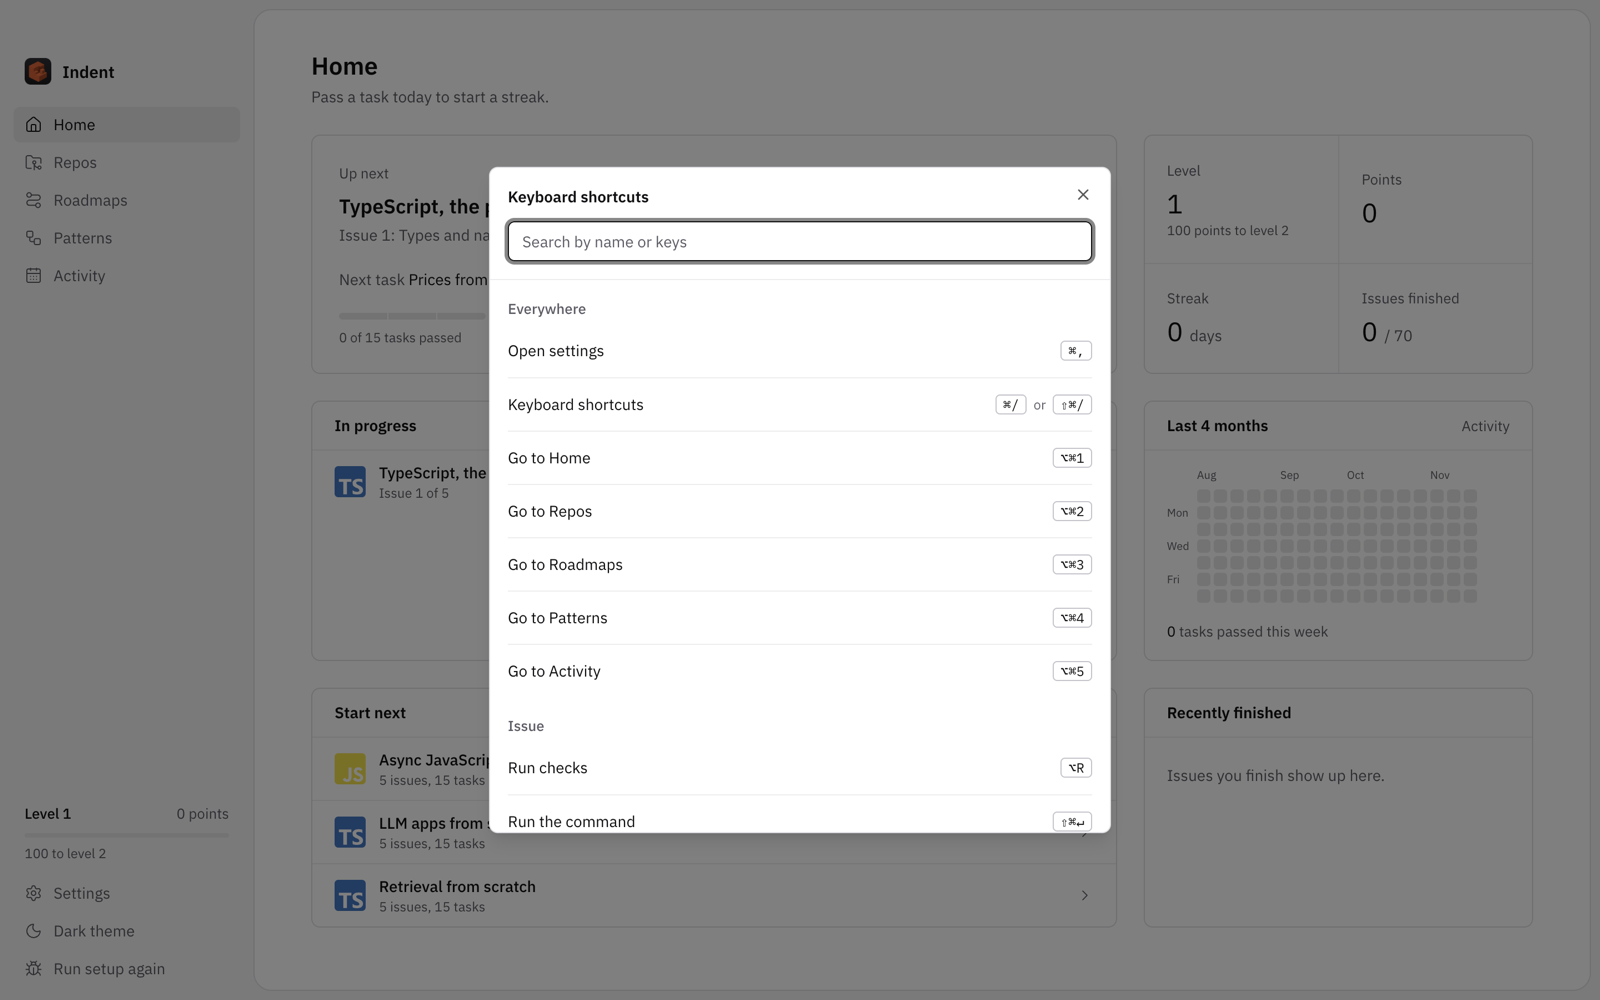 Indent
Home
Repos
Roadmaps
Patterns
Activity
Level 1 0 points
100 to level 2
Settings
Dark theme
Run setup again
Home
Pass a task today to start a streak.
Up next
TypeScript, the
Issue 1: Types and na
Next task Prices from
0 of 15 tasks passed
Level
1
100 points to level 2
Points
0
Streak
0 days
Issues finished
0 / 70
In progress
TS
TypeScript, the
Issue 1 of 5
Last 4 months Activity
Aug Sep Oct Nov
Mon
Wed
Fri
0 tasks passed this week
Start next
JS
Async JavaScrip
5 issues, 15 tasks
TS
LLM apps from
5 issues, 15 tasks
TS
Retrieval from scratch
5 issues, 15 tasks
Recently finished
Issues you finish show up here.
Keyboard shortcuts
Search by name or keys
Everywhere
Open settings ⌘,
Keyboard shortcuts ⌘/ or ⇧⌘/
Go to Home ⌥⌘1
Go to Repos ⌥⌘2
Go to Roadmaps ⌥⌘3
Go to Patterns ⌥⌘4
Go to Activity ⌥⌘5
Issue
Run checks ⌥R
Run the command ⇧⌘↵